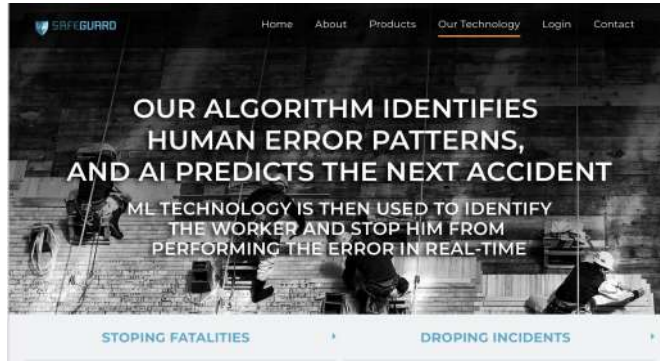 SAFEGUARD
Home About Products Our Technology Login Contact
OUR ALGORITHM IDENTIFIES
HUMAN ERROR PATTERNS,
AND AI PREDICTS THE NEXT ACCIDENT
ML TECHNOLOGY IS THEN USED TO IDENTIFY
THE WORKER AND STOP HIM FROM
PERFORMING THE ERROR IN REAL-TIME
STOPING FATALITIES
DROPING INCIDENTS